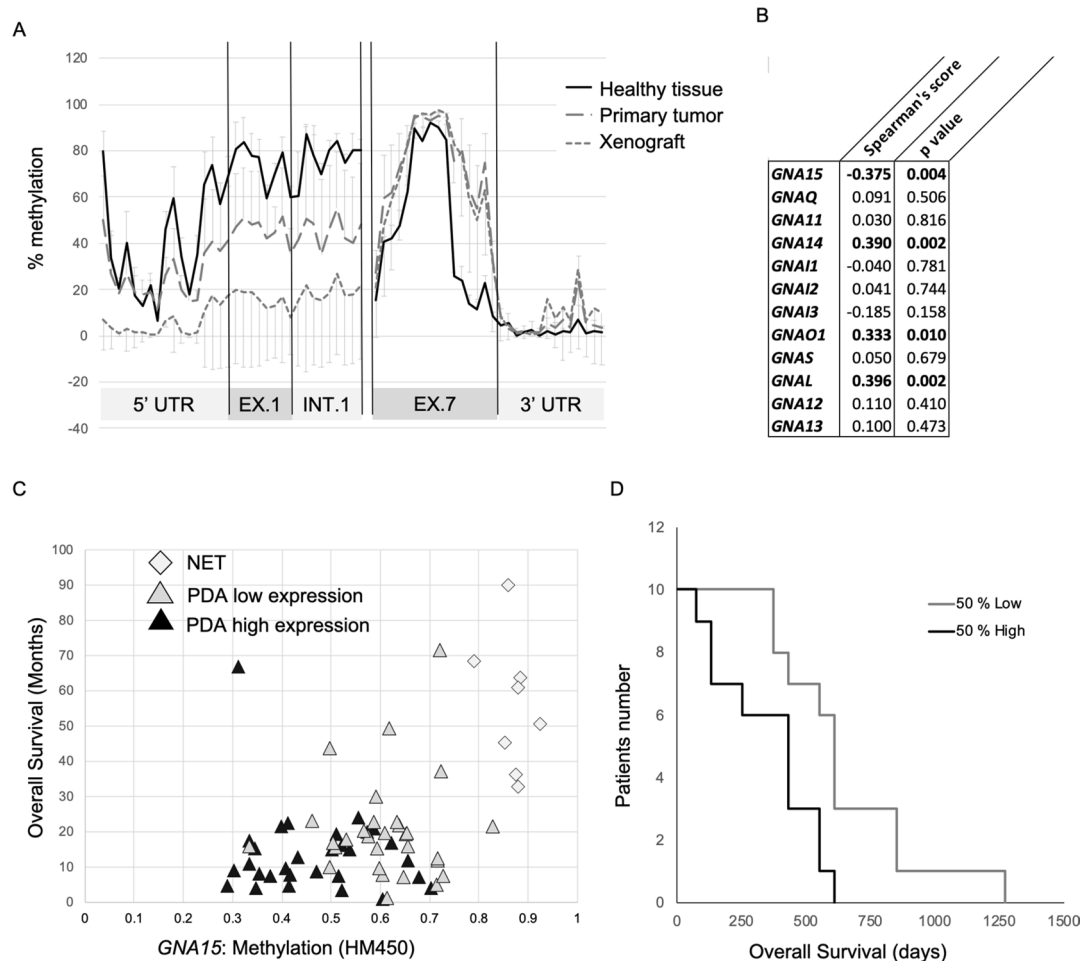 A
% methylation
120
100
80
60
40
20
0
-20
-40
Healthy tissue
Primary tumor
Xenograft
5' UTR EX.1 INT.1 EX.7 3' UTR
B
Spearman's score
p value
GNA15 -0.375 0.004
GNAQ 0.091 0.506
GNA11 0.030 0.816
GNA14 0.390 0.002
GNAI1 -0.040 0.781
GNAI2 0.041 0.744
GNAI3 -0.185 0.158
GNAO1 0.333 0.010
GNAS 0.050 0.679
GNAL 0.396 0.002
GNA12 0.110 0.410
GNA13 0.100 0.473
C
Overall Survival (Months)
100
90
80
70
60
50
40
30
20
10
0
NET
PDA low expression
PDA high expression
0 0.1 0.2 0.3 0.4 0.5 0.6 0.7 0.8 0.9 1
GNA15: Methylation (HM450)
D
Patients number
12
10
8
6
4
2
0
50 % Low
50 % High
0 250 500 750 1000 1250 1500
Overall Survival (days)